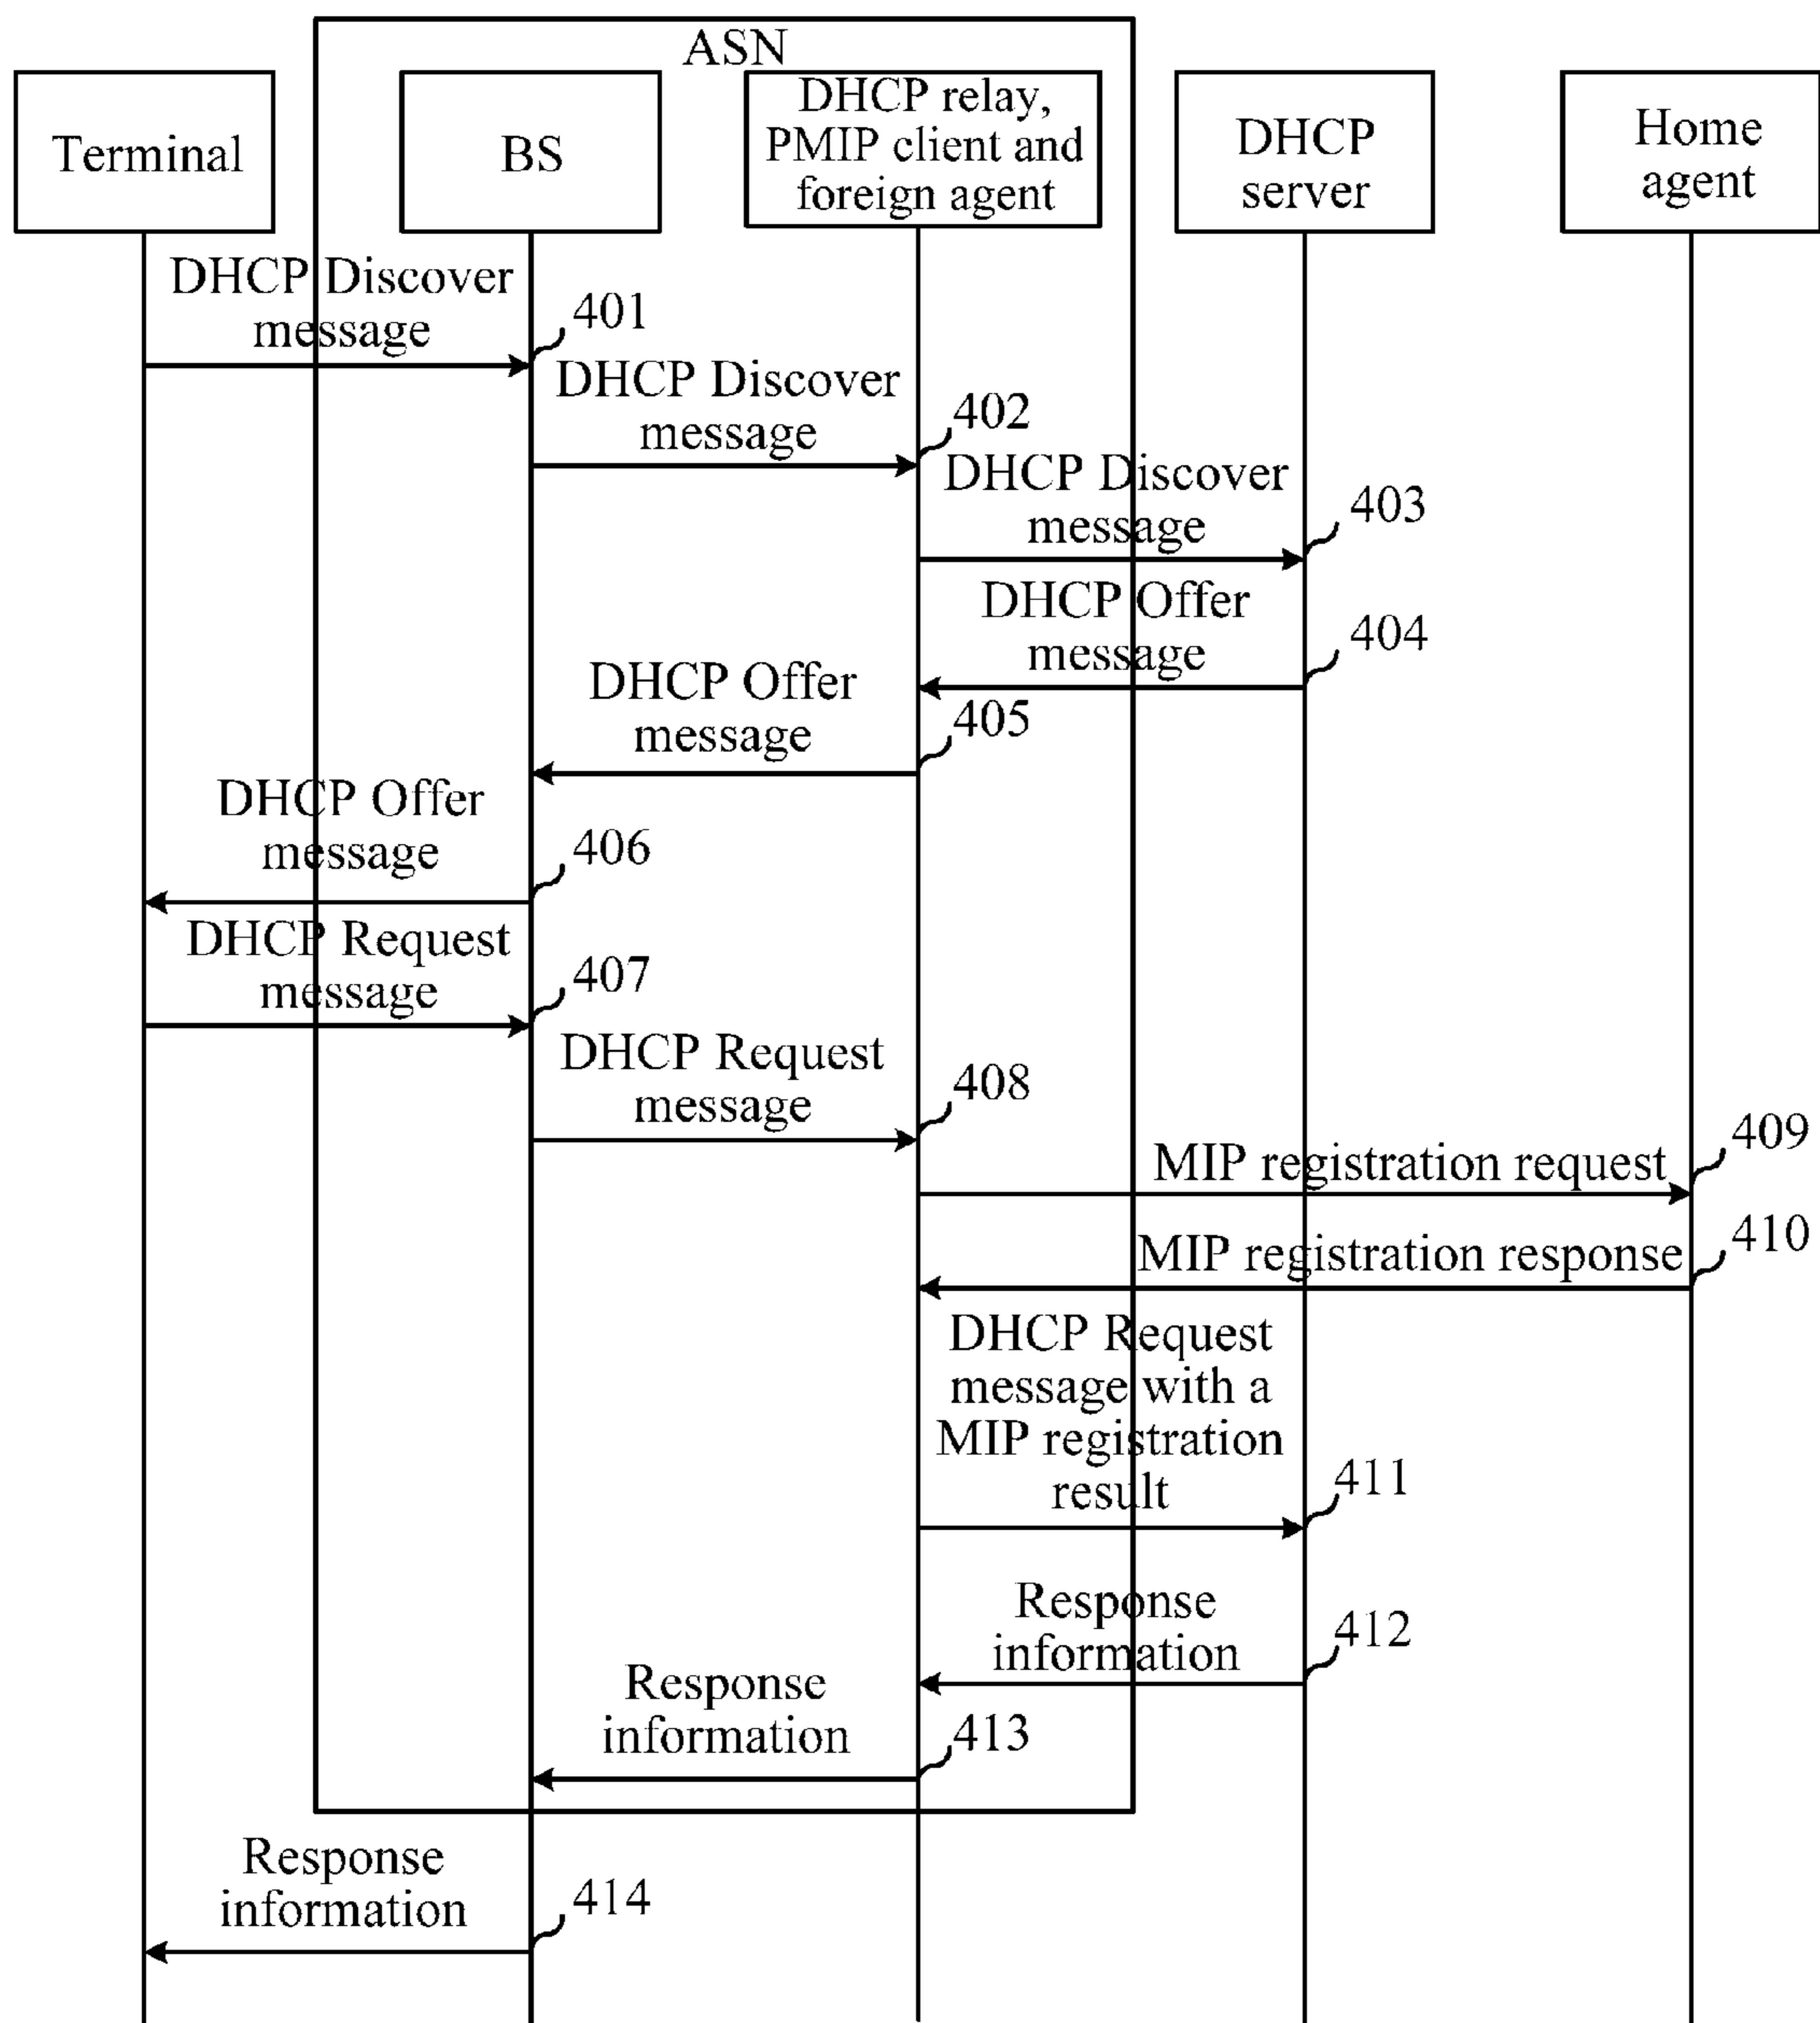 ASN
Terminal
BS
DHCP relay,
PMIP client and
foreign agent
DHCP
server
Home
agent
DHCP Discover
message
401
DHCP Discover
message
402
DHCP Discover
message
403
DHCP Offer
message
404
DHCP Offer
message
405
DHCP Offer
message
406
DHCP Request
message
407
DHCP Request
message
408
MIP registration request
409
MIP registration response
410
DHCP Request
message with a
MIP registration
result
411
Response
information
412
Response
information
413
Response
information
414